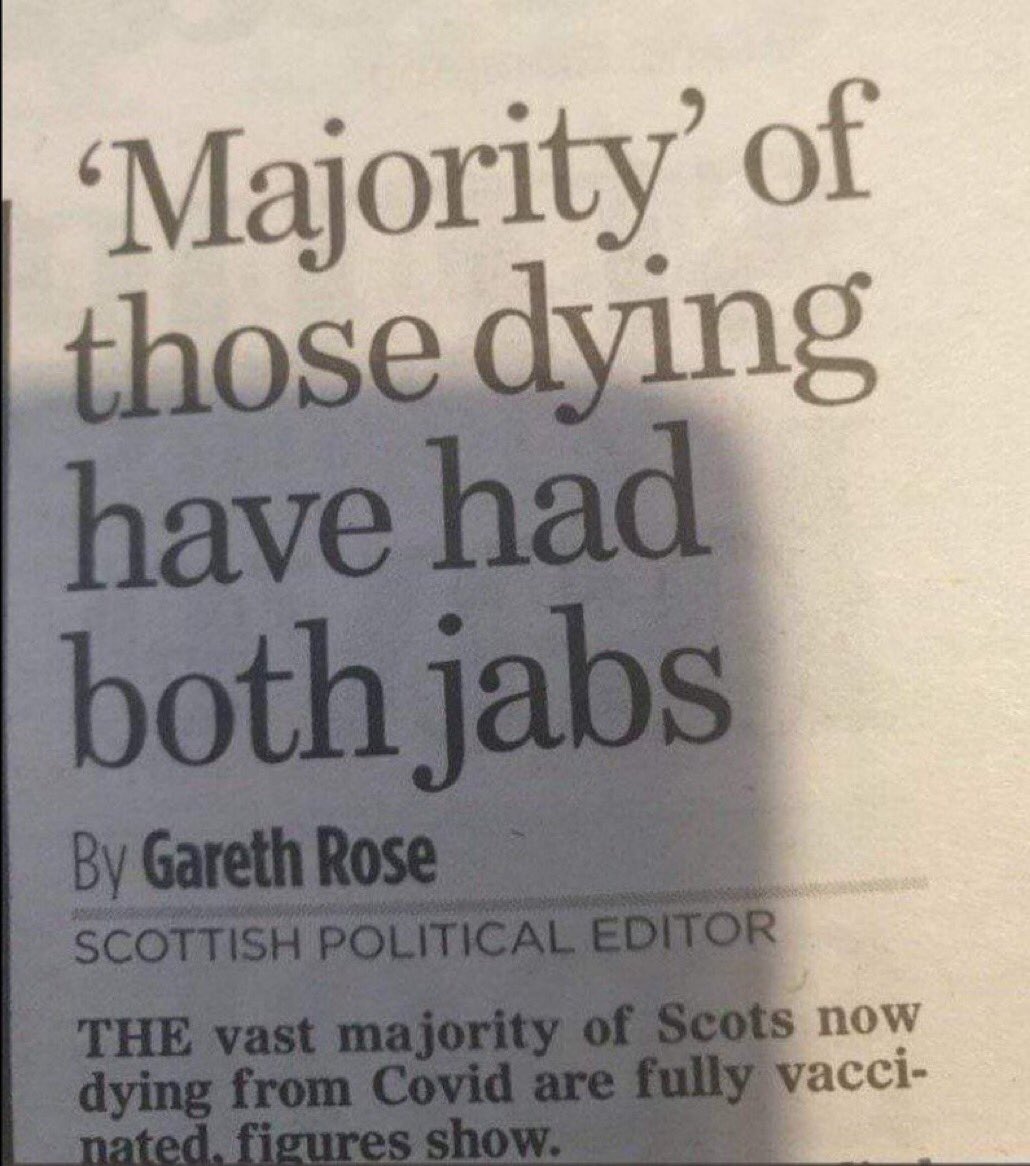 ‘Majority’ of
those dying
have had
both jabs
By Gareth Rose
SCOTTISH POLITICAL EDITOR
THE vast majority of Scots now
dying from Covid are fully vacci-
nated, figures show.